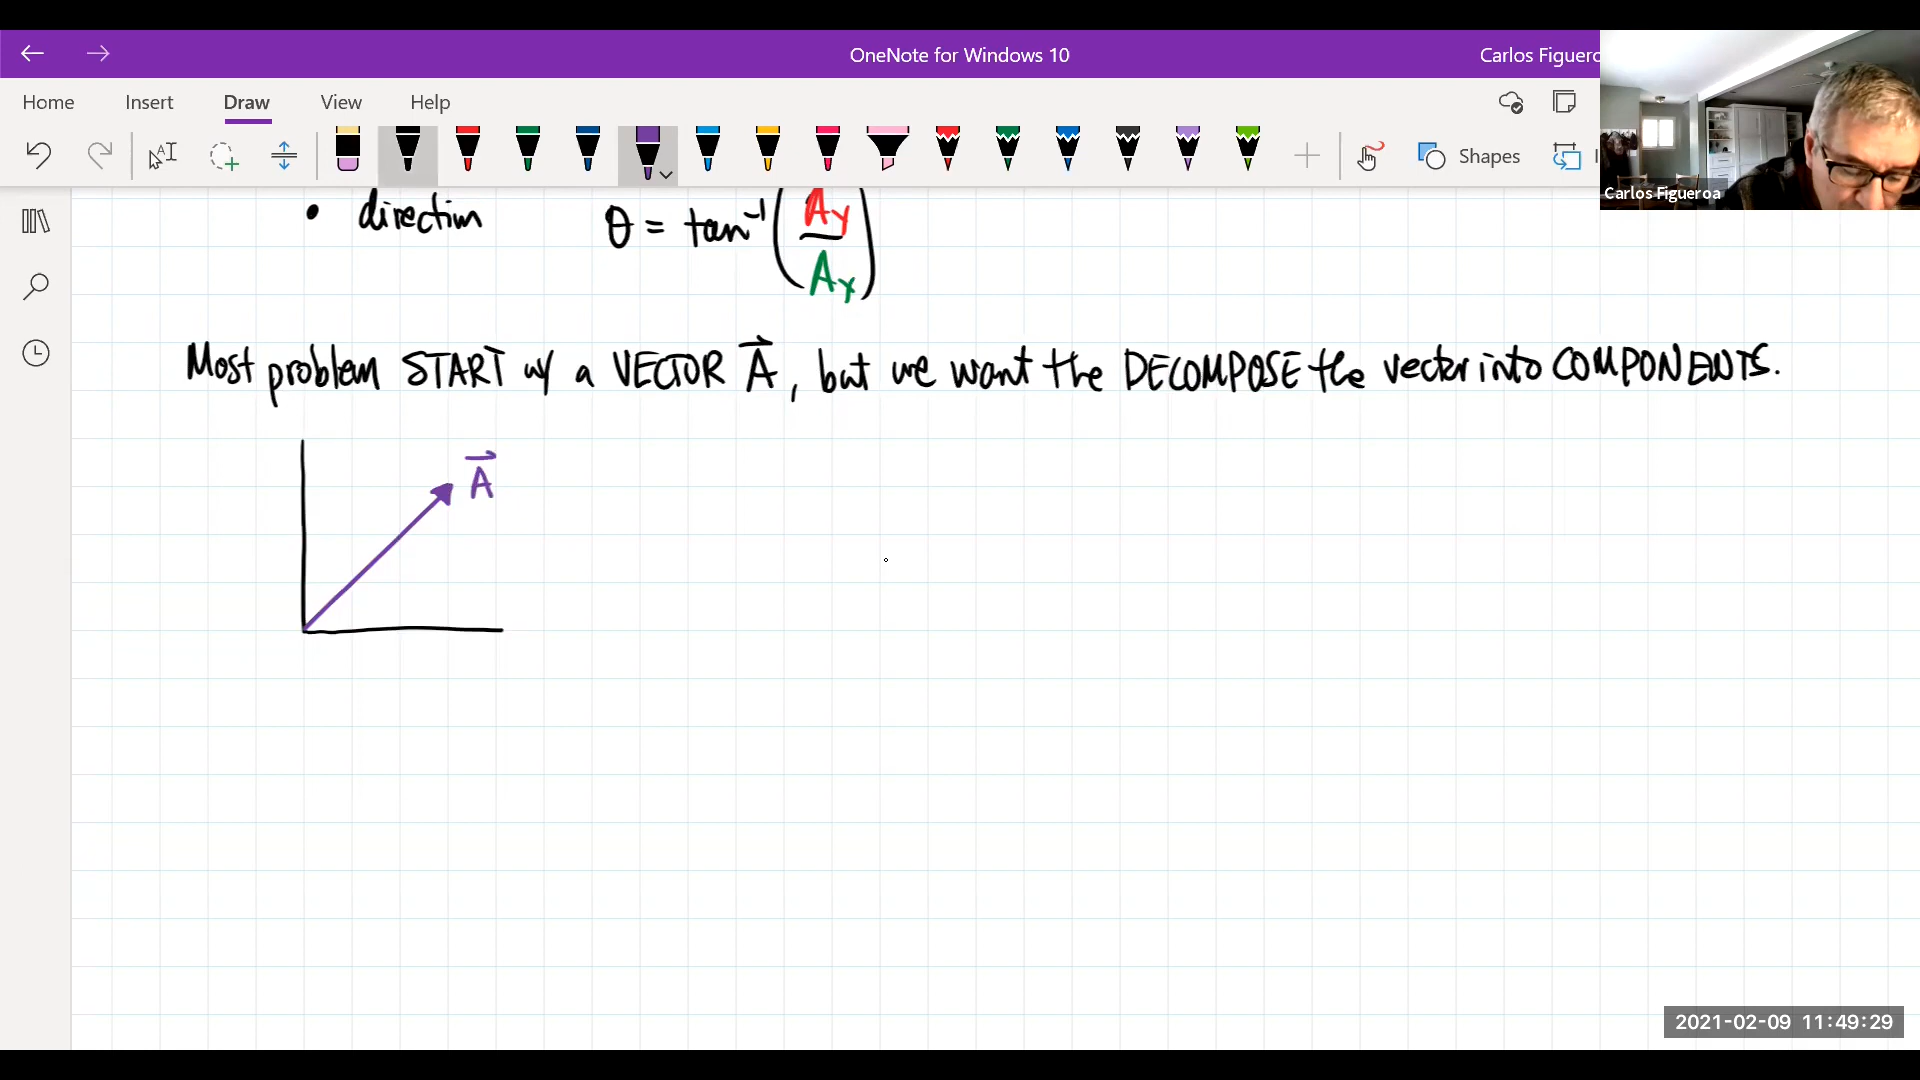 OneNote for Windows 10
Carlos Figuero
Home Insert Draw View Help
Shapes
Carlos Figueroa
• direction θ = tan⁻¹(Ay/Ax)
Most problem START w/ a VECTOR A⃗, but we want the DECOMPOSE the vector into COMPONENTS.
A⃗
2021-02-09 11:49:29